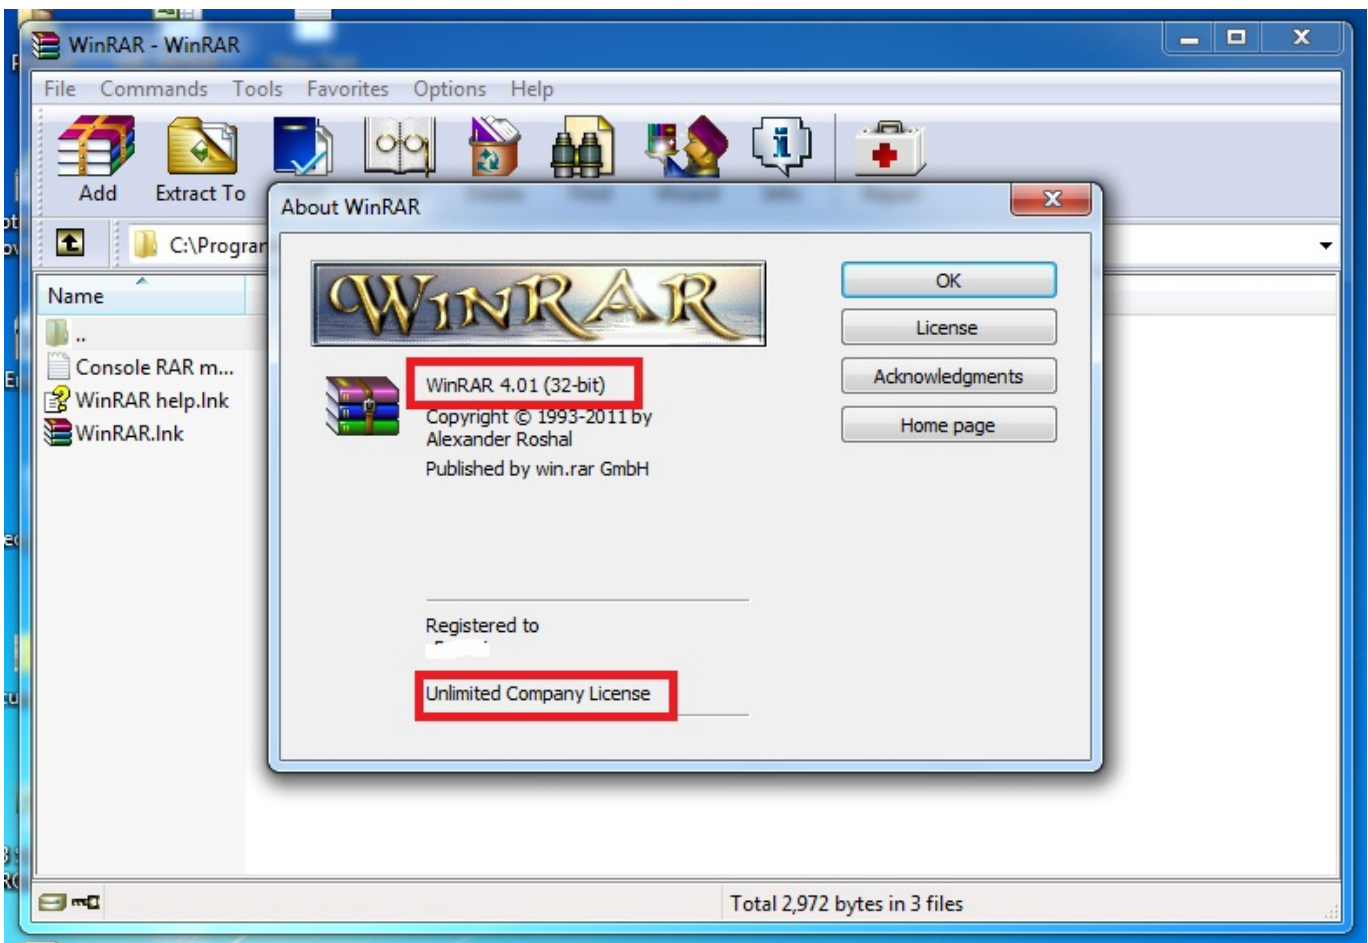 WinRAR - WinRAR
File Commands Tools Favorites Options Help
Add Extract To
About WinRAR
C:\Program
Name
WINRAR
OK
License
Acknowledgments
Home page
..
Console RAR m...
WinRAR help.lnk
WinRAR.lnk
WinRAR 4.01 (32-bit)
Copyright © 1993-2011 by
Alexander Roshal
Published by win.rar GmbH
Registered to
Unlimited Company License
Total 2,972 bytes in 3 files